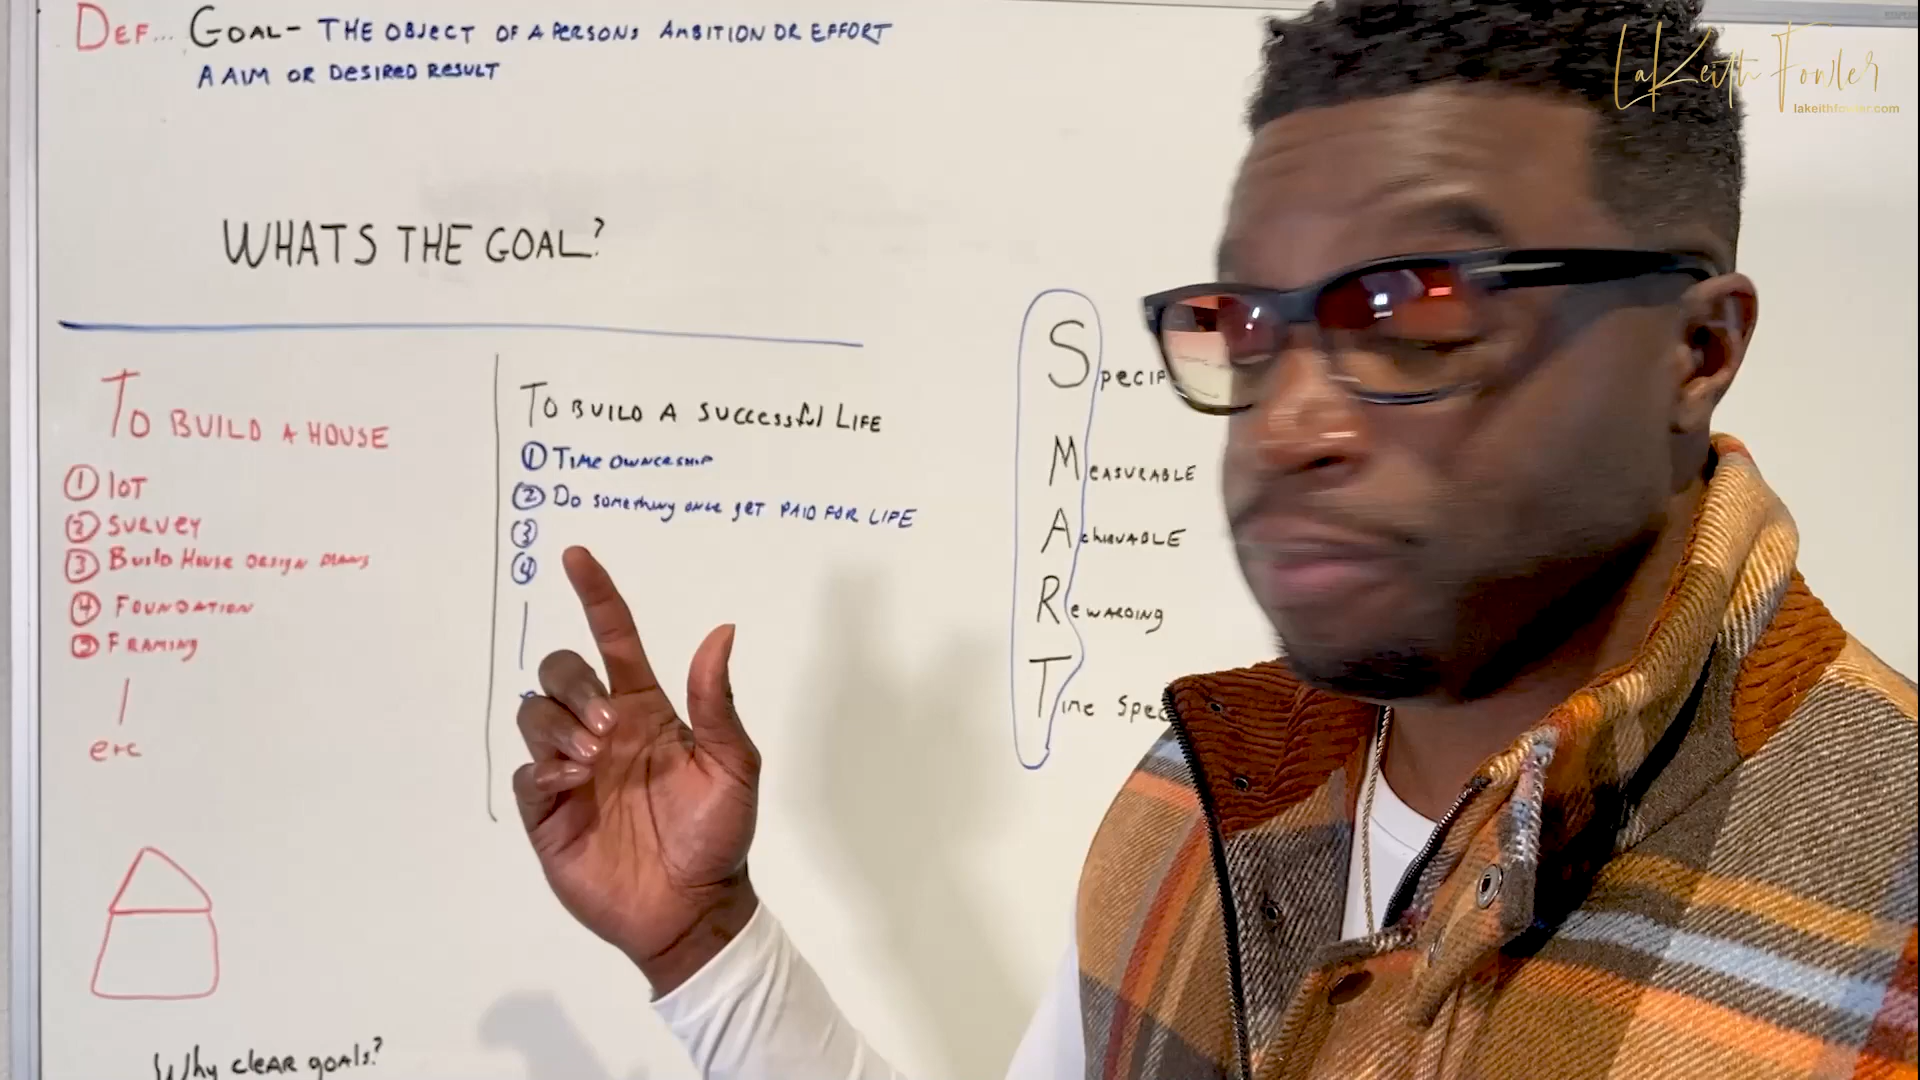 DEF... GOAL- THE OBJECT OF A PERSONS AMBITION OR EFFORT
A AIM OR DESIRED RESULT
WHATS THE GOAL?
TO BUILD A HOUSE
① lOT
② SURVEY
③ Build House DESIGN PLANS
④ FOUNDATION
⑤ FRAMING
etc
Why clear goals?
TO BUILD A SUCCESSful LIFE
① TIME OWNERSHIP
② Do something once get PAID FOR LIFE
③
④
SPECIF
MEASURABLE
AchIEVABLE
REWARDING
TIME Spec
LaKeith Fowler
lakeithfowler.com